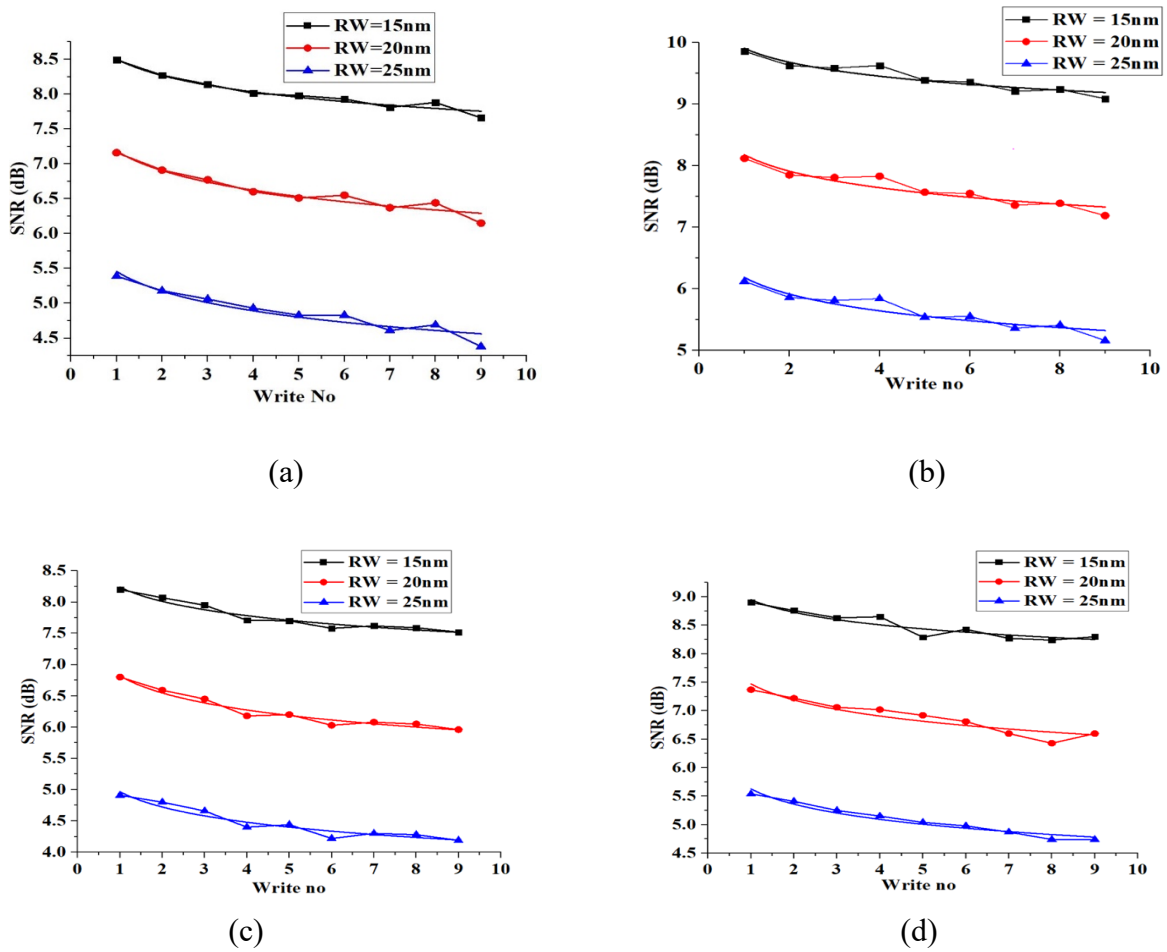 RW=15nm
RW=20nm
RW=25nm
8.5
8.0
7.5
7.0
6.5
6.0
5.5
5.0
4.5
SNR (dB)
0 1 2 3 4 5 6 7 8 9 10
Write No
(a)
RW = 15nm
RW = 20nm
RW = 25nm
10
9
8
7
6
5
SNR (dB)
0 2 4 6 8 10
Write no
(b)
RW = 15nm
RW = 20nm
RW = 25nm
8.5
8.0
7.5
7.0
6.5
6.0
5.5
5.0
4.5
4.0
SNR (dB)
0 1 2 3 4 5 6 7 8 9 10
Write no
(c)
RW = 15nm
RW = 20nm
RW = 25nm
9.0
8.5
8.0
7.5
7.0
6.5
6.0
5.5
5.0
4.5
SNR (dB)
0 1 2 3 4 5 6 7 8 9 10
Write no
(d)